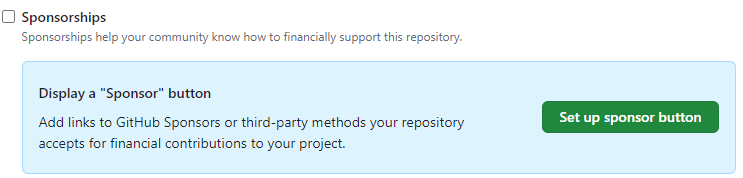 Sponsorships
Sponsorships help your community know how to financially support this repository.
Display a "Sponsor" button
Add links to GitHub Sponsors or third-party methods your repository
accepts for financial contributions to your project.
Set up sponsor button